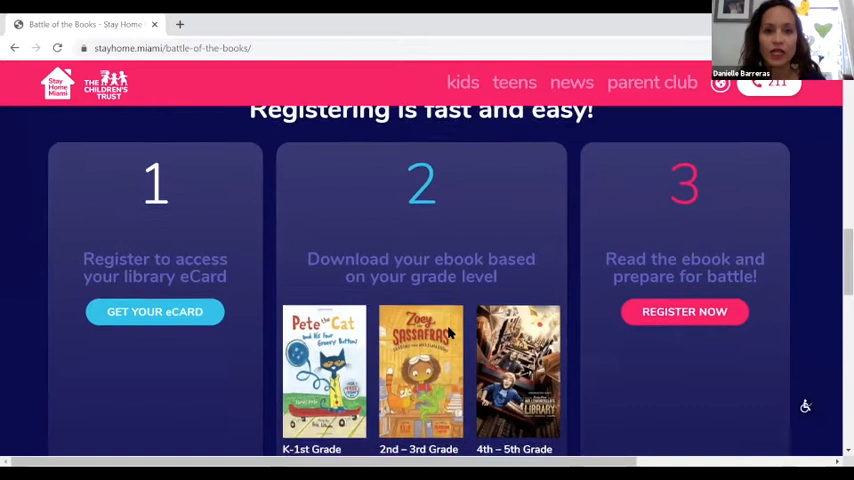 Battle of the Books - Stay Home
stayhome.miami/battle-of-the-books/
Danielle Barreras
Stay
Home
Miami
THE
CHILDREN'S
TRUST
kids
teens
news
parent club
211
Registering is fast and easy!
1
Register to access
your library eCard
GET YOUR eCARD
2
Download your ebook based
on your grade level
Pete the Cat
and His Four
Groovy Buttons
K-1st Grade
Zoey
and
SASSAFRAS
2nd – 3rd Grade
LIBRARY
4th – 5th Grade
3
Read the ebook and
prepare for battle!
REGISTER NOW